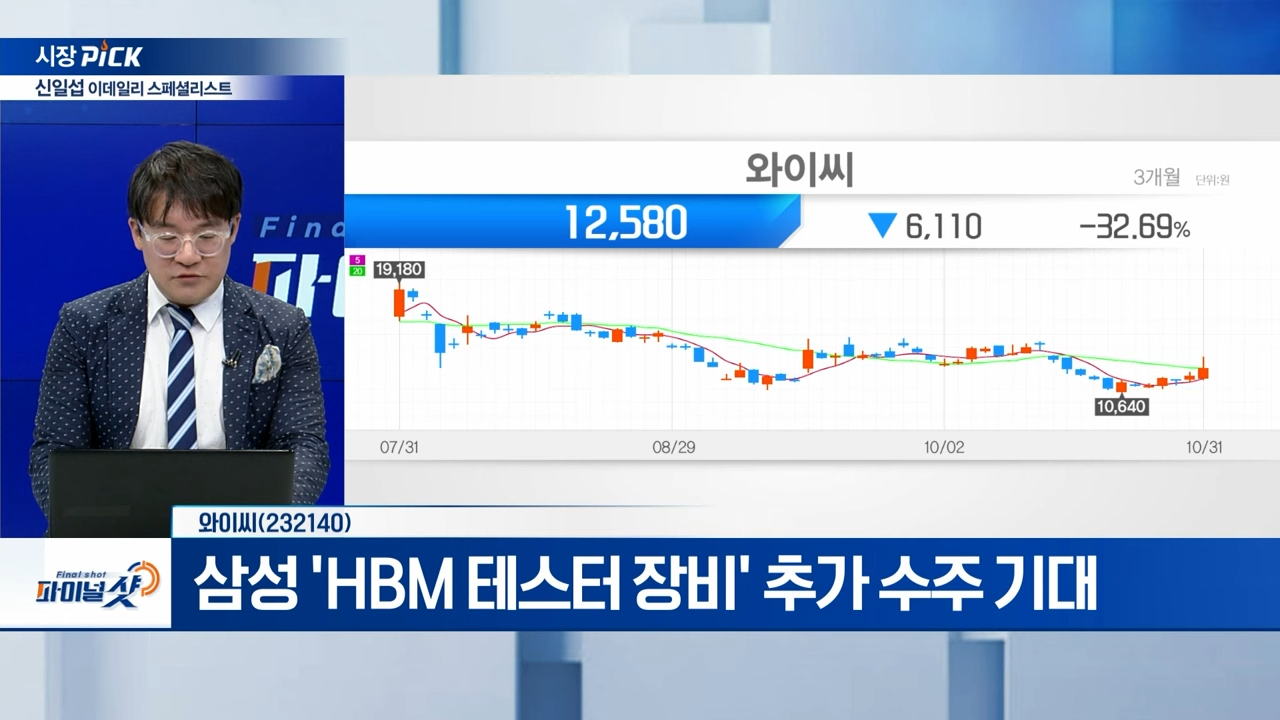 시장 PiCK
신일섭 이데일리 스페셜리스트
Fina
파이
와이씨
3개월 단위:원
12,580 ▼ 6,110 -32.69%
5
20
19,180
10,640
07/31 08/29 10/02 10/31
와이씨(232140)
Final shot
파이널샷
삼성 'HBM 테스터 장비' 추가 수주 기대